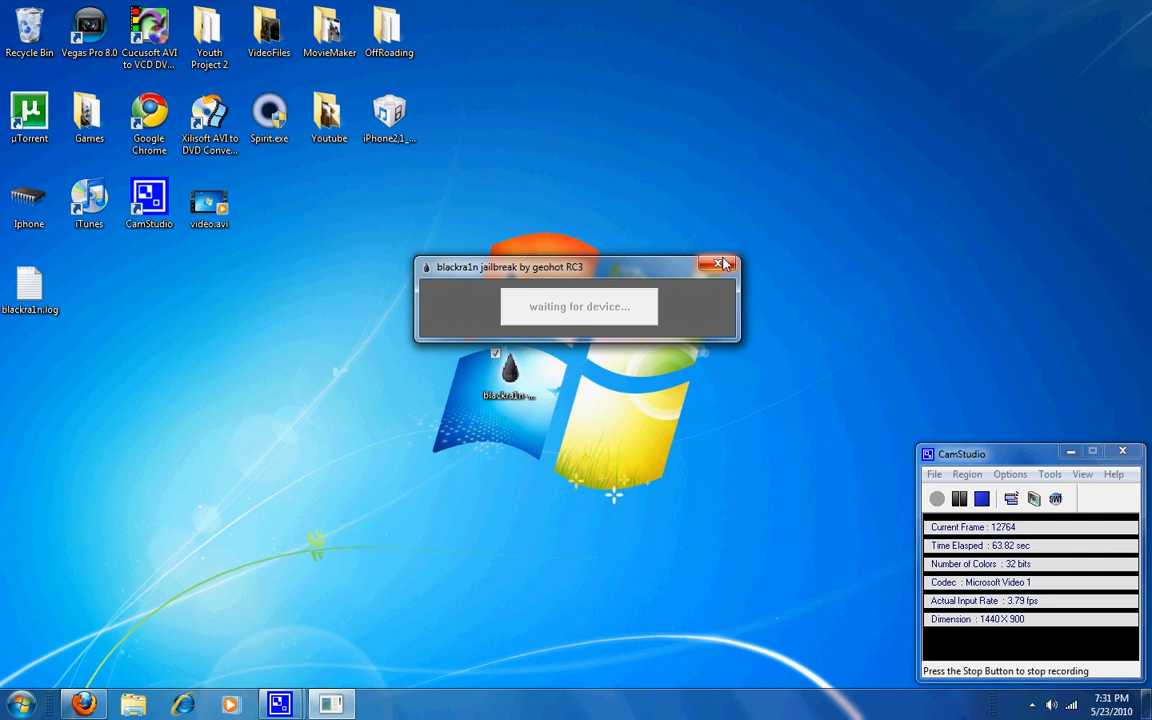 Recycle Bin
Vegas Pro 8.0
Cucusoft AVI
to VCD DV...
Youth
Project 2
VideoFiles
MovieMaker
OffRoading
µTorrent
Games
Google
Chrome
Xilisoft AVI to
DVD Conve...
Spirit.exe
Youtube
iPhone2,1_...
Iphone
iTunes
CamStudio
video.avi
blackra1n.log
blackra1n jailbreak by geohot RC3
waiting for device...
blackra1n-...
CamStudio
File Region Options Tools View Help
Current Frame : 12764
Time Elasped : 63.82 sec
Number of Colors : 32 bits
Codec : Microsoft Video 1
Actual Input Rate : 3.79 fps
Dimension : 1440 X 900
Press the Stop Button to stop recording
7:31 PM
5/23/2010